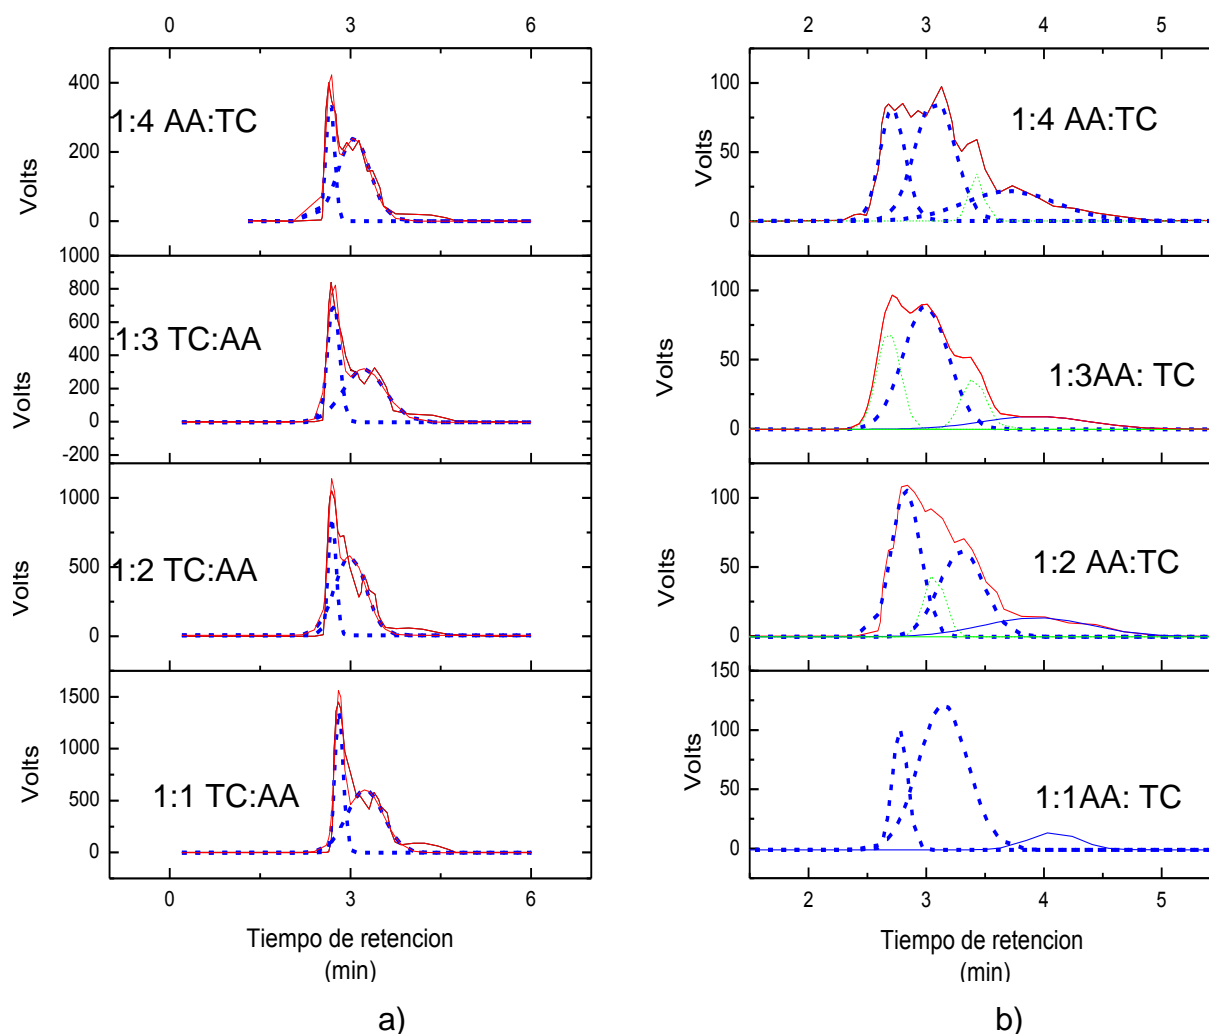 0 3 6
400
200
0
Volts
1:4 AA:TC
1000
800
600
400
200
0
-200
Volts
1:3 TC:AA
1000
500
0
Volts
1:2 TC:AA
1500
1000
500
0
Volts
1:1 TC:AA
0 3 6
Tiempo de retencion
(min)
a)
2 3 4 5
100
50
0
Volts
1:4 AA:TC
100
50
0
Volts
1:3AA: TC
100
50
0
Volts
1:2 AA:TC
150
100
50
0
Volts
1:1AA: TC
2 3 4 5
Tiempo de retencion
(min)
b)